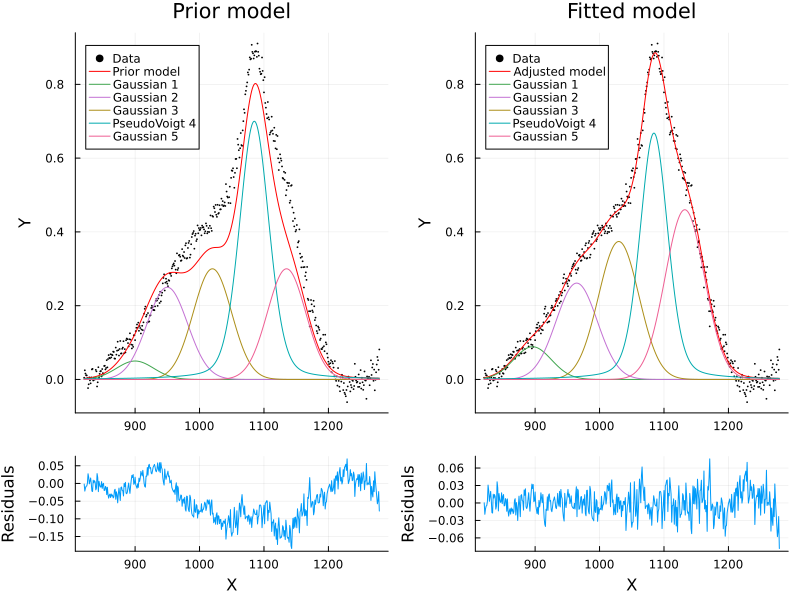 Prior model
Fitted model
Data
Prior model
Gaussian 1
Gaussian 2
Gaussian 3
PseudoVoigt 4
Gaussian 5
Y
0.8
0.6
0.4
0.2
0.0
900
1000
1100
1200
Data
Adjusted model
Gaussian 1
Gaussian 2
Gaussian 3
PseudoVoigt 4
Gaussian 5
Y
0.8
0.6
0.4
0.2
0.0
900
1000
1100
1200
Residuals
0.05
0.00
−0.05
−0.10
−0.15
900
1000
1100
1200
X
Residuals
0.06
0.03
0.00
−0.03
−0.06
900
1000
1100
1200
X